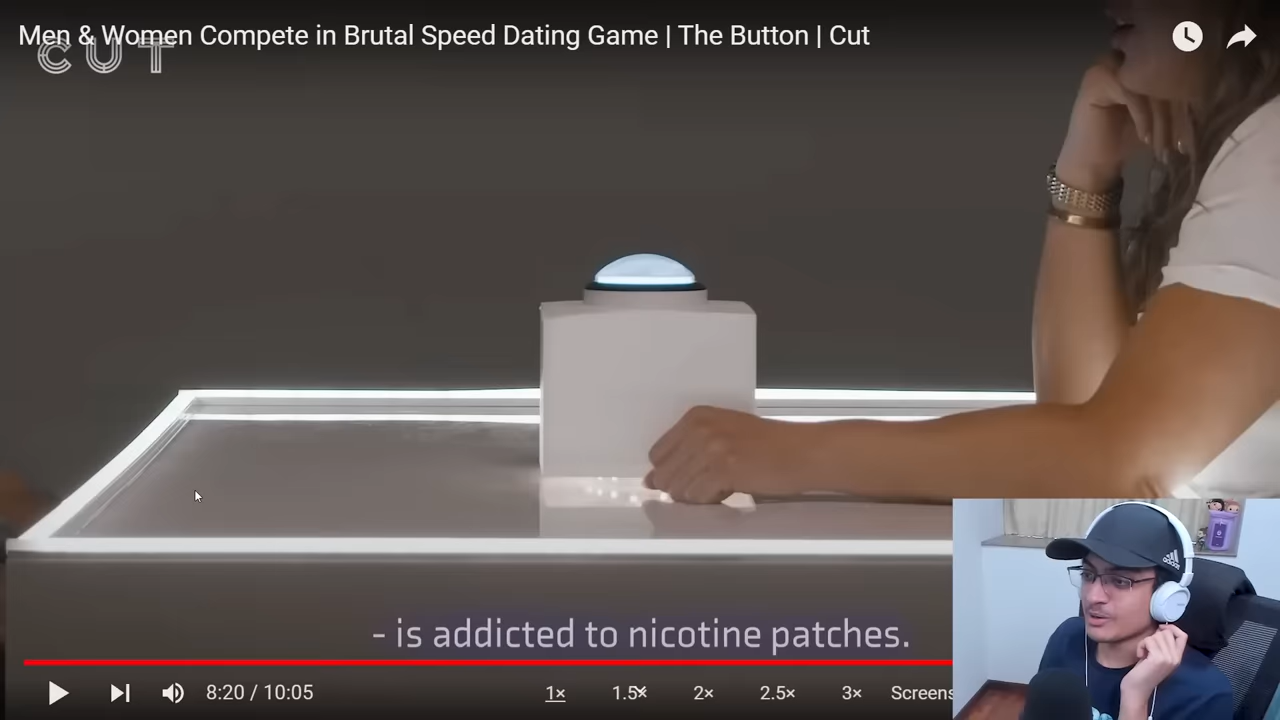 Men & Women Compete in Brutal Speed Dating Game | The Button | Cut
CUT
- is addicted to nicotine patches.
8:20 / 10:05
1×
1.5×
2×
2.5×
3×
Screens
adidas